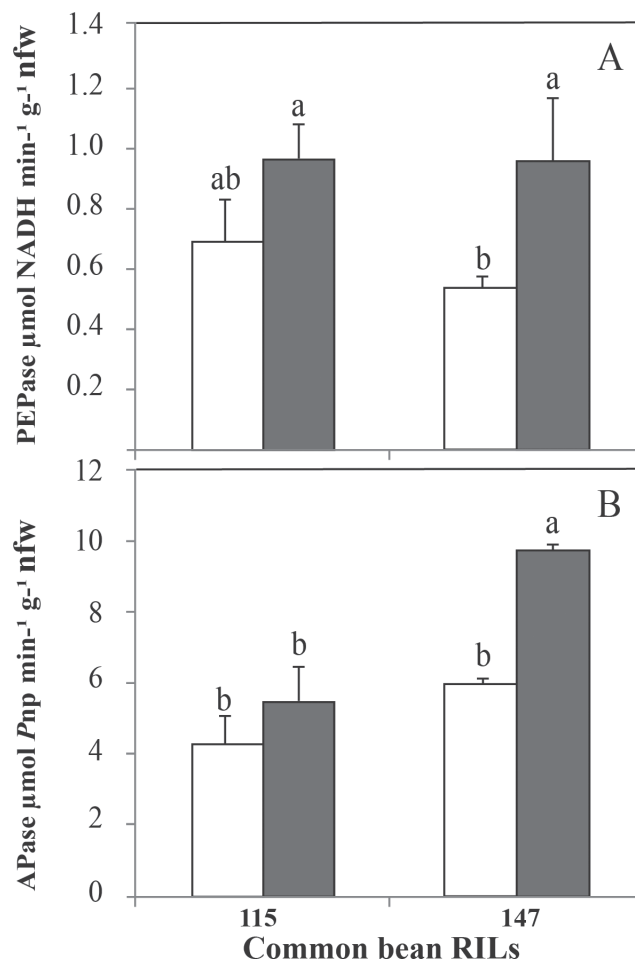 PEPase µmol NADH min-¹ g-¹ nfw
1.4
1.2
1.0
0.8
0.6
0.4
0.2
A
ab
a
b
a
APase µmol Pnp min-¹ g-¹ nfw
12
10
8
6
4
2
0
B
b
b
b
a
115
147
Common bean RILs